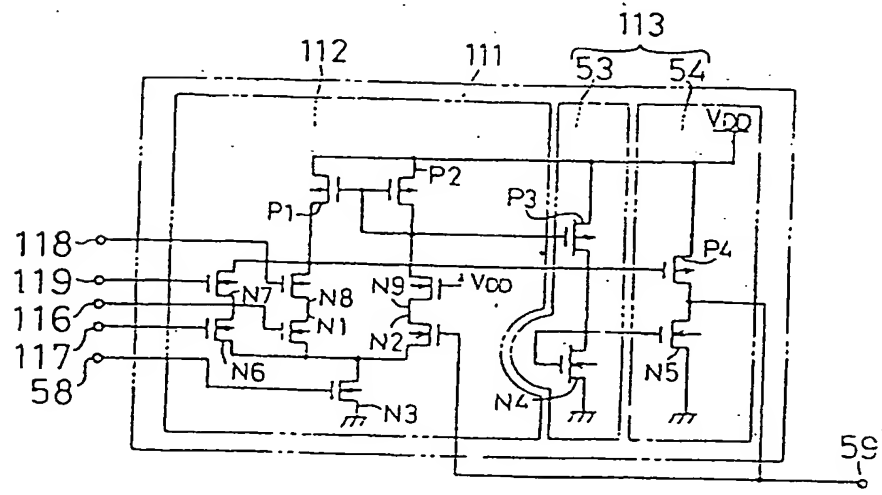 113
112 111 53 54
VDD
P2
P1
P3
118
P4
119
N7 N8 N9 VDD
116
N1 N2
117
N6 N5
58
N4
N3
59